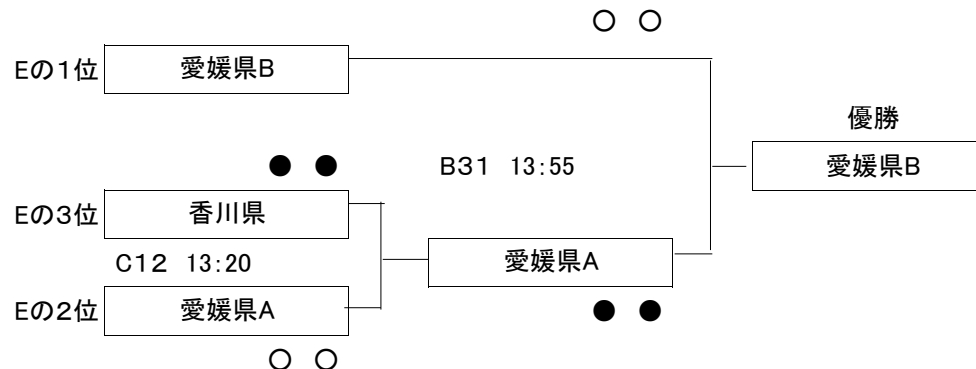 ○ ○
Eの１位 愛媛県B
優勝
● ● B３１ １３：５５ 愛媛県B
Eの３位 香川県
C１２ １３：２０ 愛媛県A
Eの２位 愛媛県A ● ●
○ ○